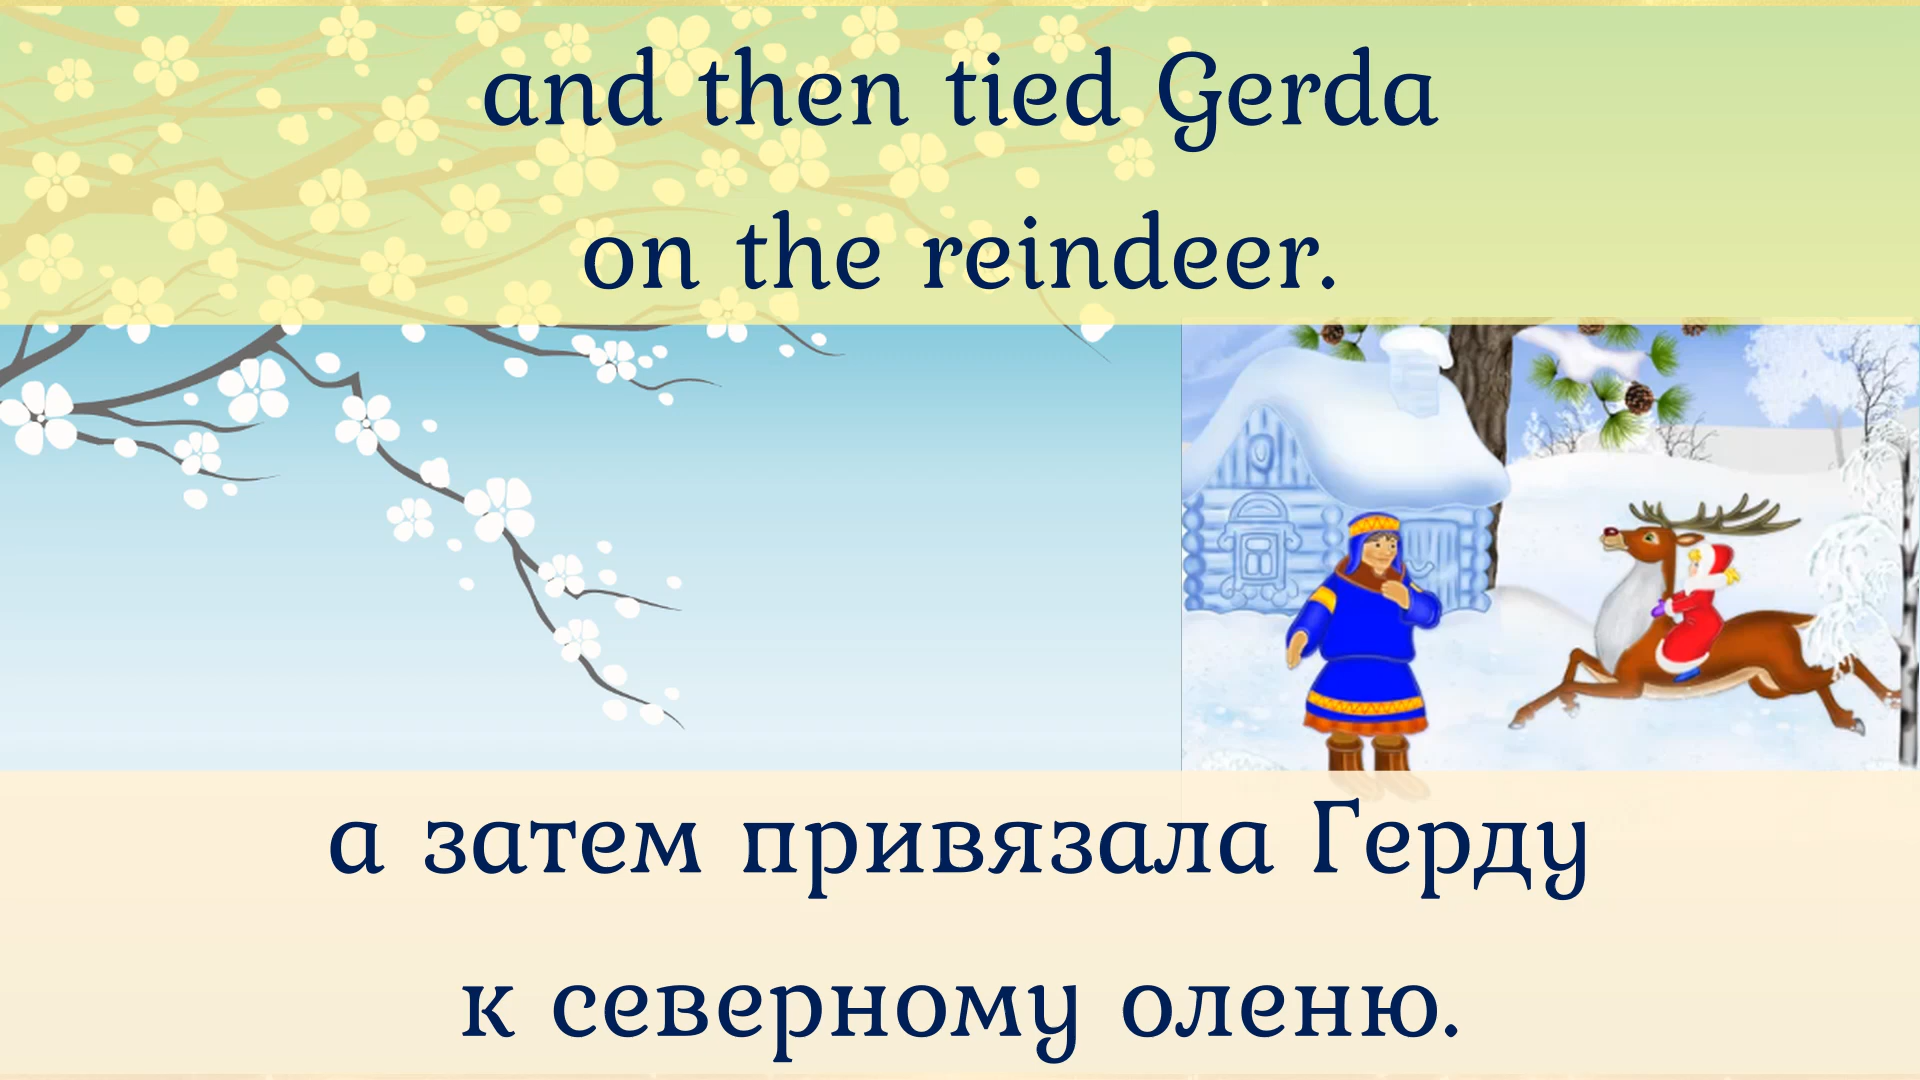 and then tied Gerda
on the reindeer.
а затем привязала Герду
к северному оленю.